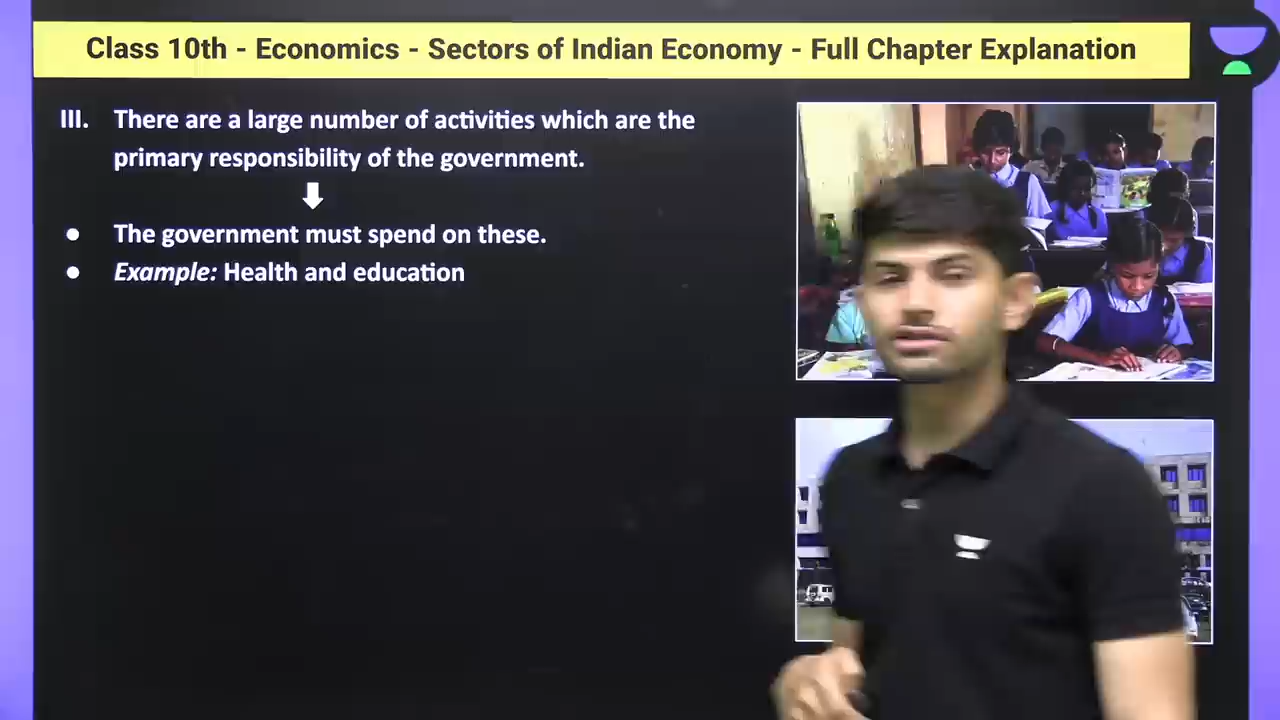 Class 10th - Economics - Sectors of Indian Economy - Full Chapter Explanation
III. There are a large number of activities which are the
primary responsibility of the government.
● The government must spend on these.
● Example: Health and education